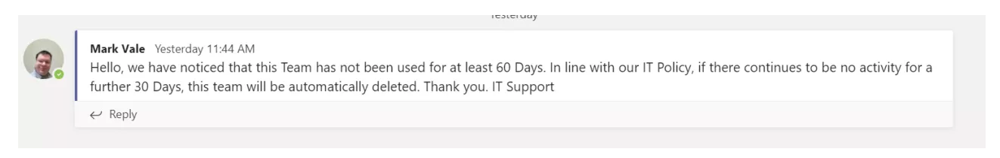 Yesterday
Mark Vale Yesterday 11:44 AM
Hello, we have noticed that this Team has not been used for at least 60 Days. In line with our IT Policy, if there continues to be no activity for a
further 30 Days, this team will be automatically deleted. Thank you. IT Support
Reply